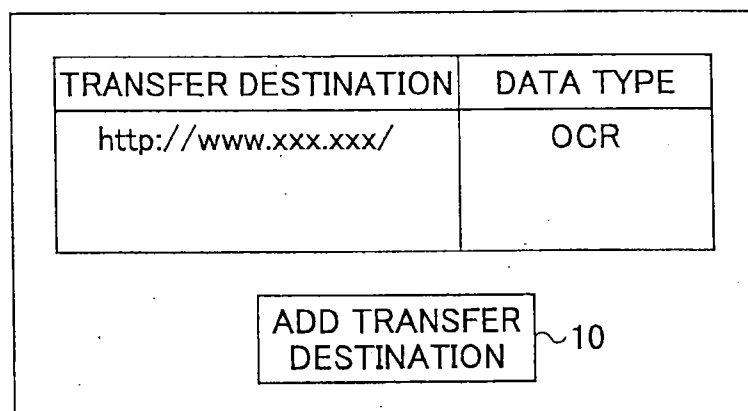 TRANSFER DESTINATION DATA TYPE
http://www.xxx.xxx/ OCR
ADD TRANSFER
DESTINATION
10